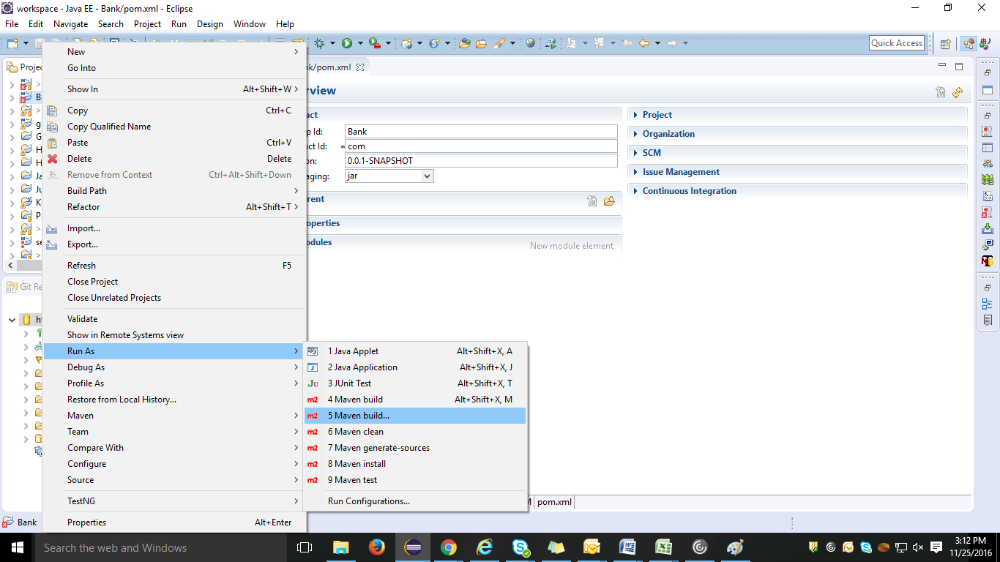 workspace - Java EE - Bank/pom.xml - Eclipse
File Edit Navigate Search Project Run Design Window Help
Quick Access
nk/pom.xml
New
Go Into
Show In Alt+Shift+W
Copy Ctrl+C
Copy Qualified Name
Paste Ctrl+V
Delete Delete
Remove from Context Ctrl+Alt+Shift+Down
Build Path
Refactor Alt+Shift+T
Import...
Export...
Refresh F5
Close Project
Close Unrelated Projects
Validate
Show in Remote Systems view
Run As
Debug As
Profile As
Restore from Local History...
Maven
Team
Compare With
Configure
Source
TestNG
Properties Alt+Enter
1 Java Applet Alt+Shift+X, A
2 Java Application Alt+Shift+X, J
3 JUnit Test Alt+Shift+X, T
4 Maven build Alt+Shift+X, M
5 Maven build...
6 Maven clean
7 Maven generate-sources
8 Maven install
9 Maven test
Run Configurations...
rview
act
p Id: Bank
ct Id: * com
on: 0.0.1-SNAPSHOT
aging: jar
rent
operties
odules
New module element
Project
Organization
SCM
Issue Management
Continuous Integration
pom.xml
Projec
Git Re
Bank
Search the web and Windows
3:12 PM
11/25/2016